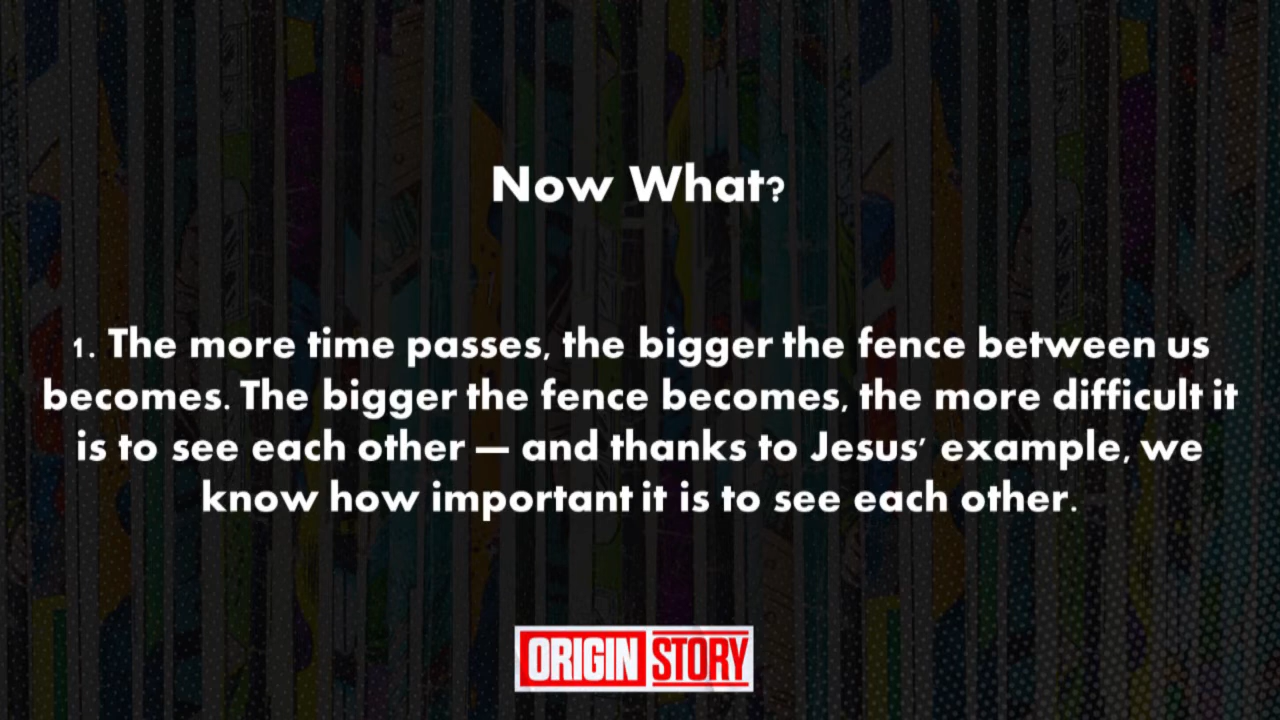 Now What?
1. The more time passes, the bigger the fence between us
becomes. The bigger the fence becomes, the more difficult it
is to see each other — and thanks to Jesus’ example, we
know how important it is to see each other.
ORIGIN STORY